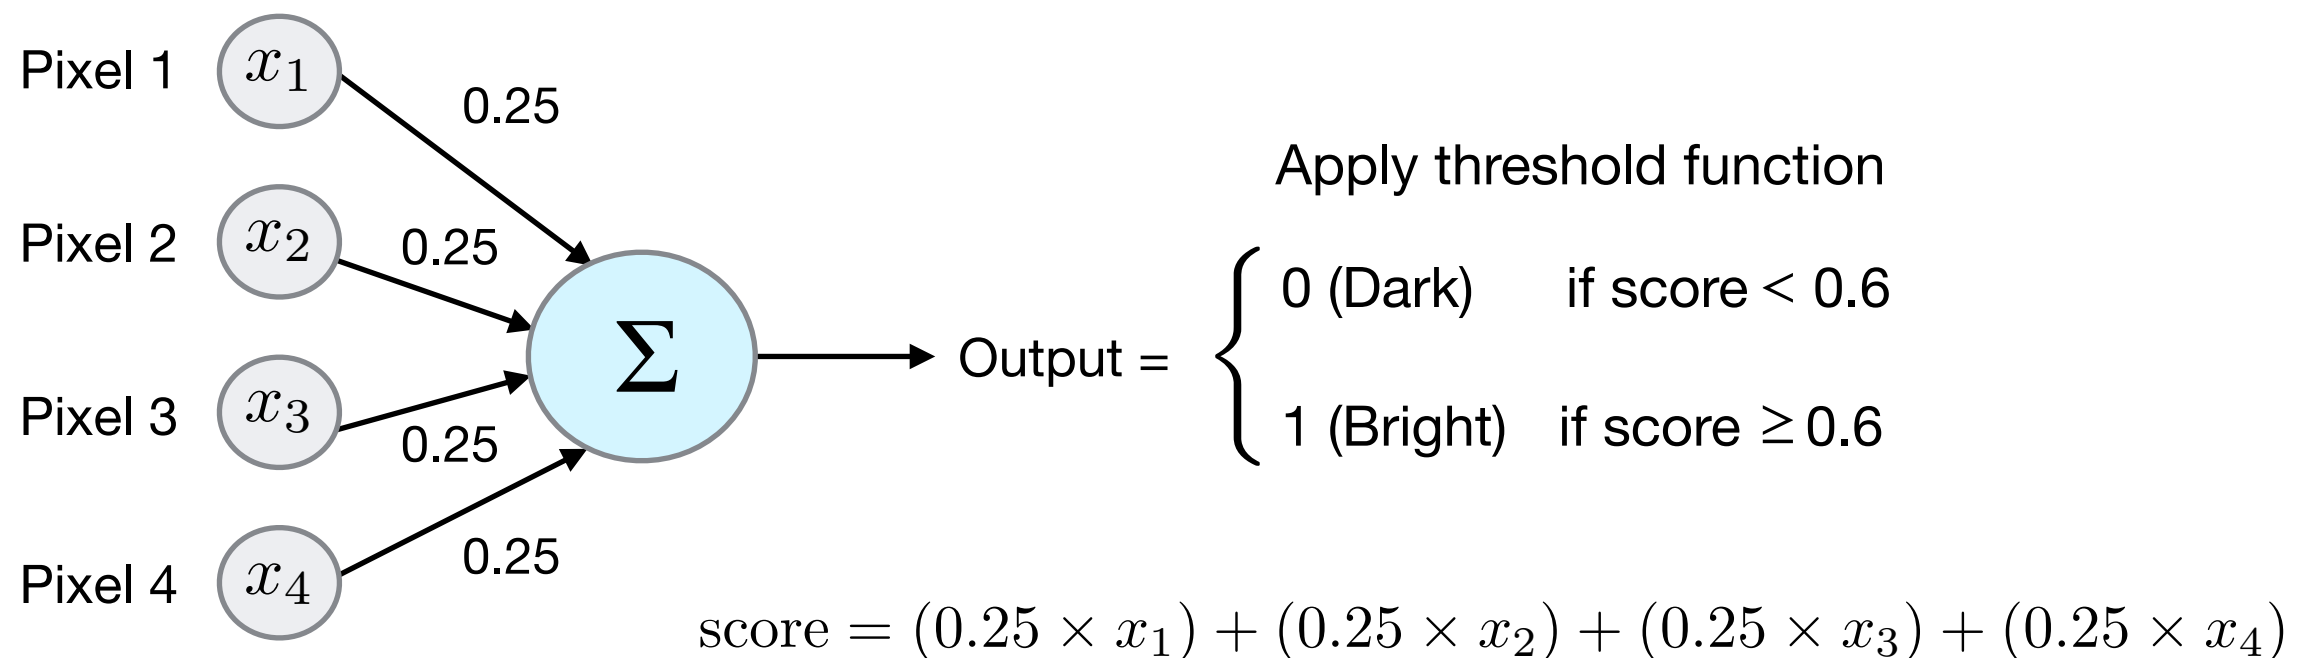 Pixel 1 x₁ 0.25
Apply threshold function
Pixel 2 x₂ 0.25
0 (Dark) if score < 0.6
Σ Output =
Pixel 3 x₃ 0.25
1 (Bright) if score ≥ 0.6
Pixel 4 x₄ 0.25
score = (0.25 × x₁) + (0.25 × x₂) + (0.25 × x₃) + (0.25 × x₄)